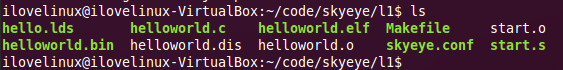 ilovelinux@ilovelinux-VirtualBox:~/code/skyeye/l1$ ls
hello.lds helloworld.c helloworld.elf Makefile start.o
helloworld.bin helloworld.dis helloworld.o skyeye.conf start.s
ilovelinux@ilovelinux-VirtualBox:~/code/skyeye/l1$